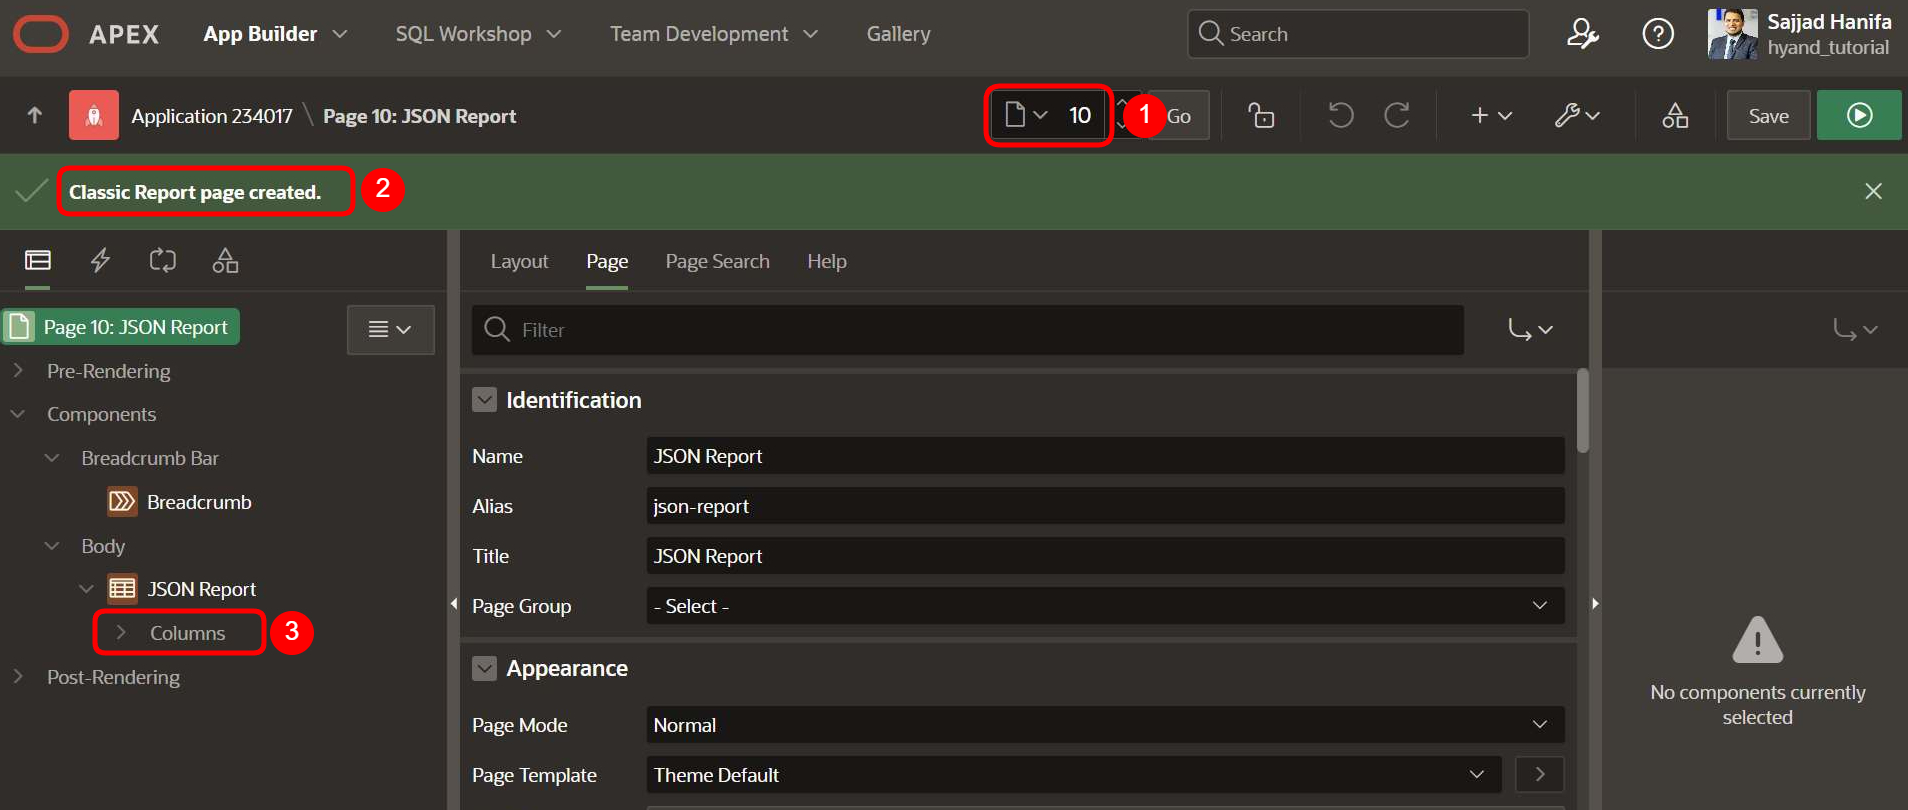 APEX App Builder SQL Workshop Team Development Gallery Search Sajjad Hanifa
hyand_tutorial
Application 234017 \ Page 10: JSON Report 10 1 Go Save
Classic Report page created. 2
Layout Page Page Search Help
Page 10: JSON Report
Filter
Pre-Rendering
Components
Breadcrumb Bar
Breadcrumb
Body
JSON Report
Columns 3
Post-Rendering
Identification
Name JSON Report
Alias json-report
Title JSON Report
Page Group - Select -
Appearance
Page Mode Normal
Page Template Theme Default
No components currently
selected